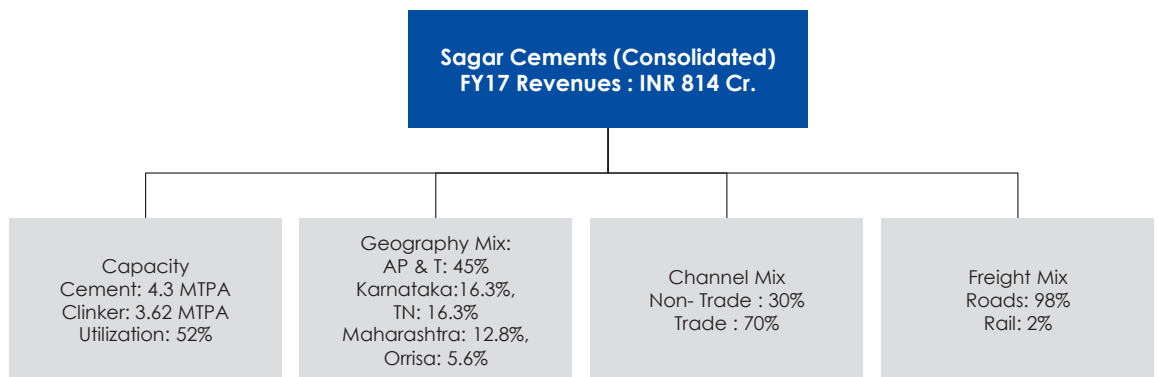 Sagar Cements (Consolidated)
FY17 Revenues : INR 814 Cr.
Capacity
Cement: 4.3 MTPA
Clinker: 3.62 MTPA
Utilization: 52%
Geography Mix:
AP & T: 45%
Karnataka:16.3%,
TN: 16.3%
Maharashtra: 12.8%,
Orrisa: 5.6%
Channel Mix
Non- Trade : 30%
Trade : 70%
Freight Mix
Roads: 98%
Rail: 2%